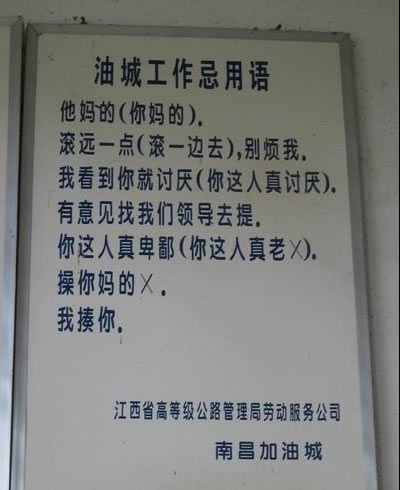 油城工作忌用语
他妈的(你妈的).
滚远一点(滚一边去),别烦我.
我看到你就讨厌(你这人真讨厌).
有意见找我们领导去提.
你这人真卑鄙(你这人真老X).
操你妈的X.
我揍你.
江西省高等级公路管理局劳动服务公司
南昌加油城